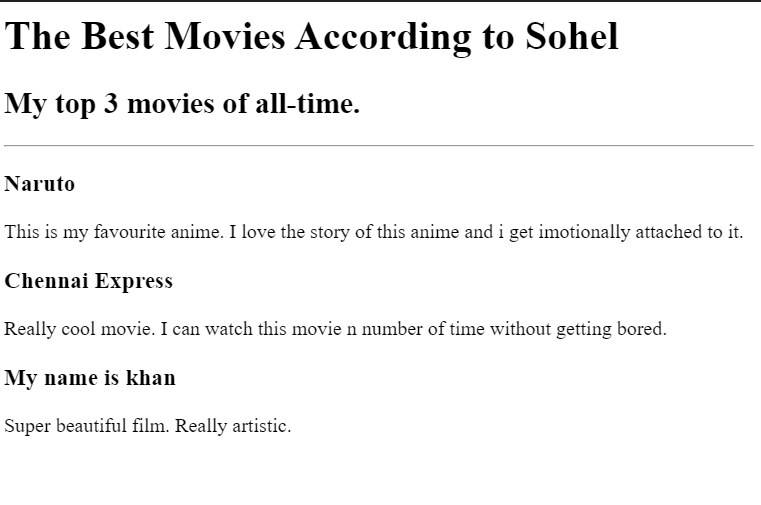 The Best Movies According to Sohel
My top 3 movies of all-time.
Naruto
This is my favourite anime. I love the story of this anime and i get imotionally attached to it.
Chennai Express
Really cool movie. I can watch this movie n number of time without getting bored.
My name is khan
Super beautiful film. Really artistic.